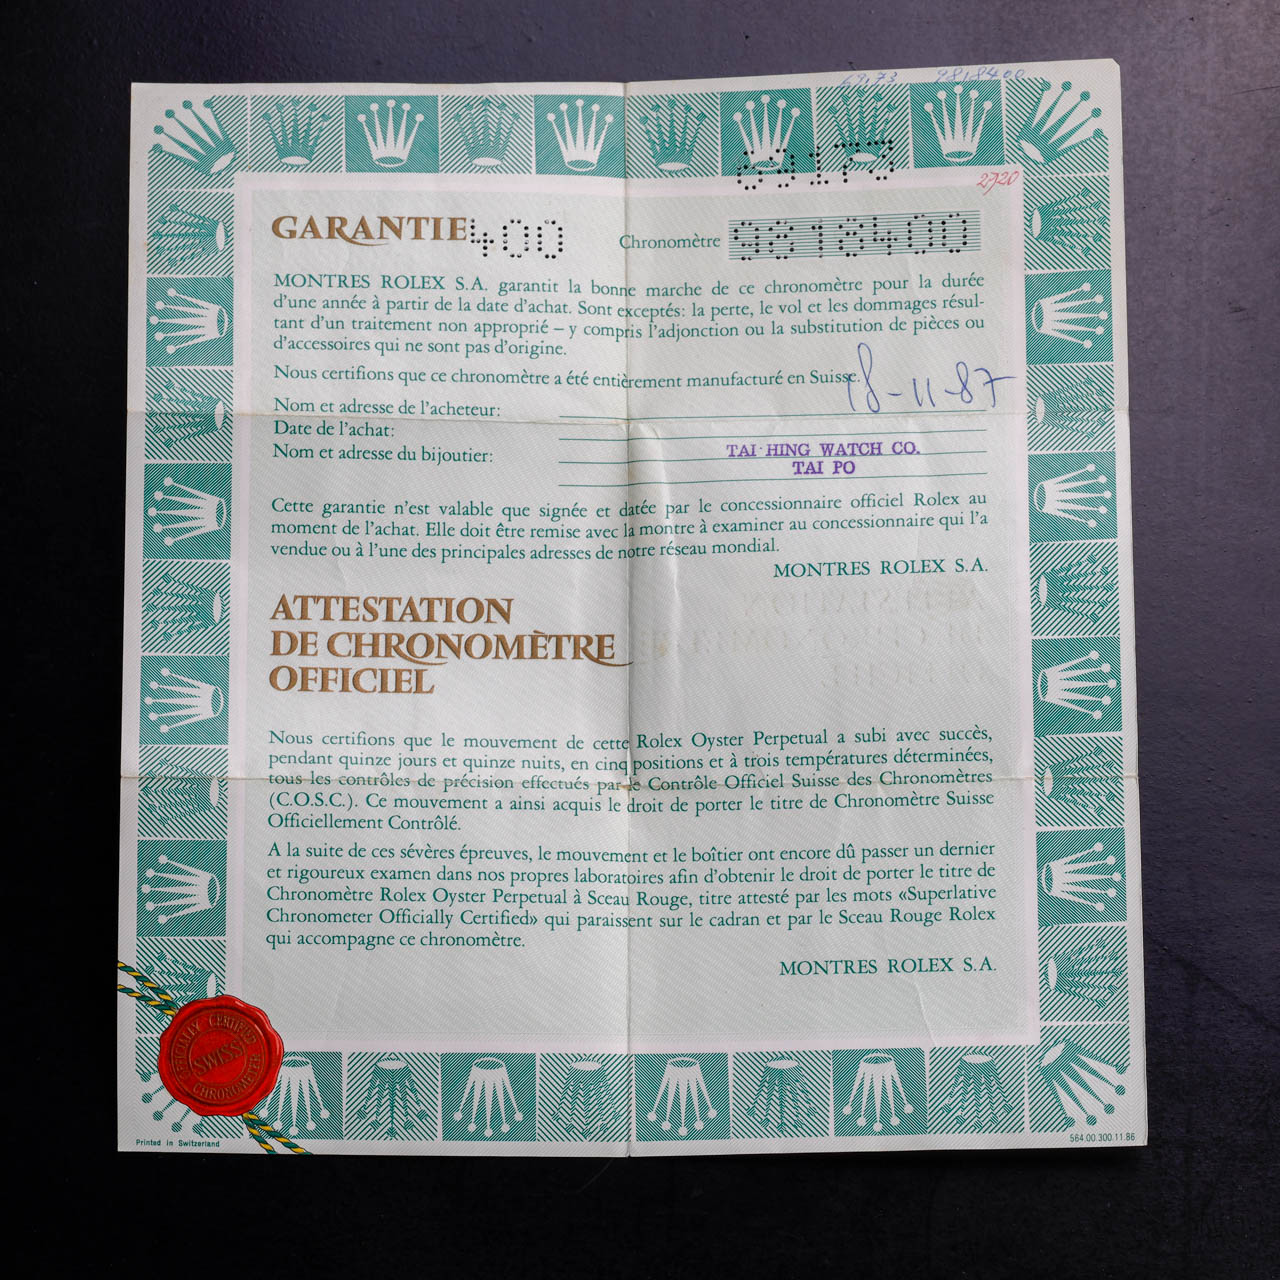 69173 9818400
69173
2920
GARANTIE 400 Chronomètre 9818400
MONTRES ROLEX S.A. garantit la bonne marche de ce chronomètre pour la durée
d'une année à partir de la date d'achat. Sont exceptés: la perte, le vol et les dommages résul-
tant d'un traitement non approprié – y compris l'adjonction ou la substitution de pièces ou
d'accessoires qui ne sont pas d'origine.
Nous certifions que ce chronomètre a été entièrement manufacturé en Suisse.
18-11-87
Nom et adresse de l'acheteur:
Date de l'achat:
Nom et adresse du bijoutier: TAI HING WATCH CO.
TAI PO
Cette garantie n'est valable que signée et datée par le concessionnaire officiel Rolex au
moment de l'achat. Elle doit être remise avec la montre à examiner au concessionnaire qui l'a
vendue ou à l'une des principales adresses de notre réseau mondial.
MONTRES ROLEX S.A.
ATTESTATION
DE CHRONOMÈTRE
OFFICIEL
Nous certifions que le mouvement de cette Rolex Oyster Perpetual a subi avec succès,
pendant quinze jours et quinze nuits, en cinq positions et à trois températures déterminées,
tous les contrôles de précision effectués par le Contrôle Officiel Suisse des Chronomètres
(C.O.S.C.). Ce mouvement a ainsi acquis le droit de porter le titre de Chronomètre Suisse
Officiellement Contrôlé.
A la suite de ces sévères épreuves, le mouvement et le boîtier ont encore dû passer un dernier
et rigoureux examen dans nos propres laboratoires afin d'obtenir le droit de porter le titre de
Chronomètre Rolex Oyster Perpetual à Sceau Rouge, titre attesté par les mots «Superlative
Chronometer Officially Certified» qui paraissent sur le cadran et par le Sceau Rouge Rolex
qui accompagne ce chronomètre.
MONTRES ROLEX S.A.
OFFICIALLY CERTIFIED
SWISS
CHRONOMETER
Printed in Switzerland
564.00.300.11.86